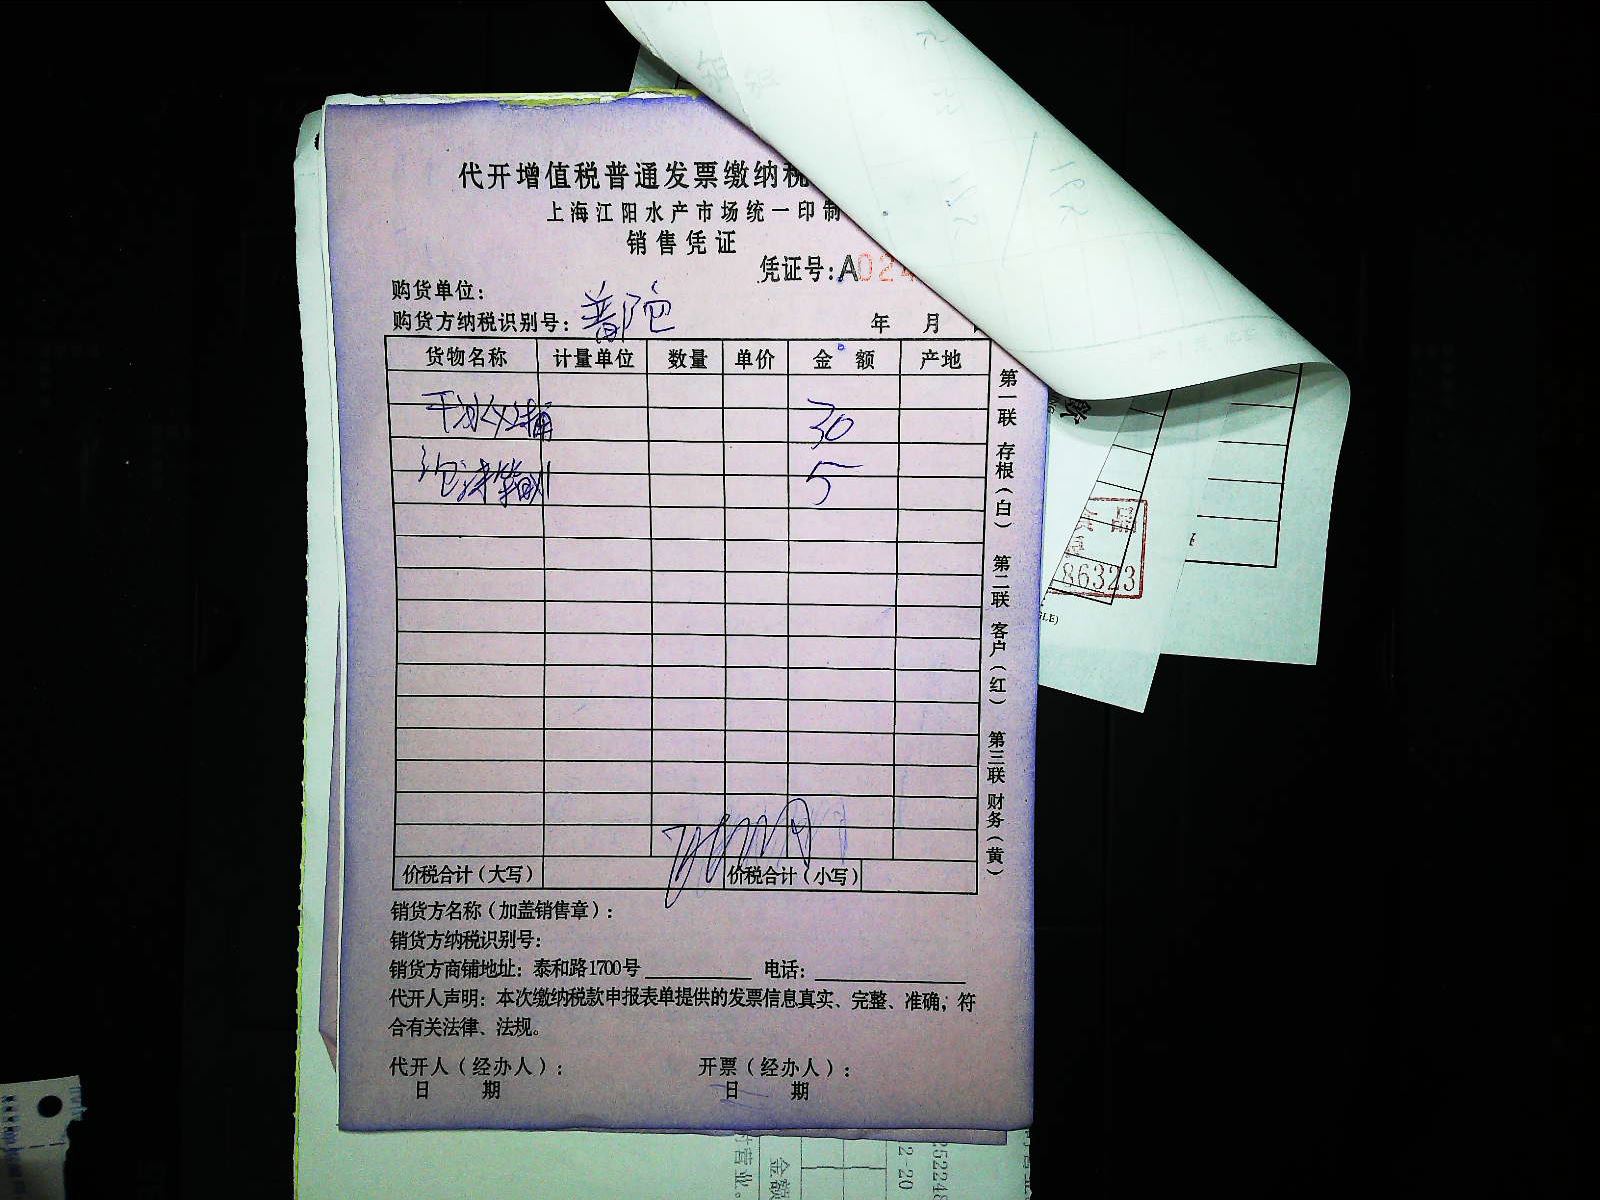 代开增值税普通发票缴纳税
上海江阳水产市场统一印制
销售凭证
凭证号:A024
购货单位:
购货方纳税识别号: 普陀
年 月
货物名称 计量单位 数量 单价 金额 产地
30
5
价税合计(大写) 价税合计(小写)
销货方名称(加盖销售章):
销货方纳税识别号:
销货方商铺地址: 泰和路1700号 电话:
代开人声明: 本次缴纳税款申报表单提供的发票信息真实、完整、准确, 符
合有关法律、法规。
代开人(经办人): 开票(经办人):
日 期 日 期
第一联 存根(白) 第二联 客户(红) 第三联 财务(黄)
86323
GLE)
金额
2-20
252248